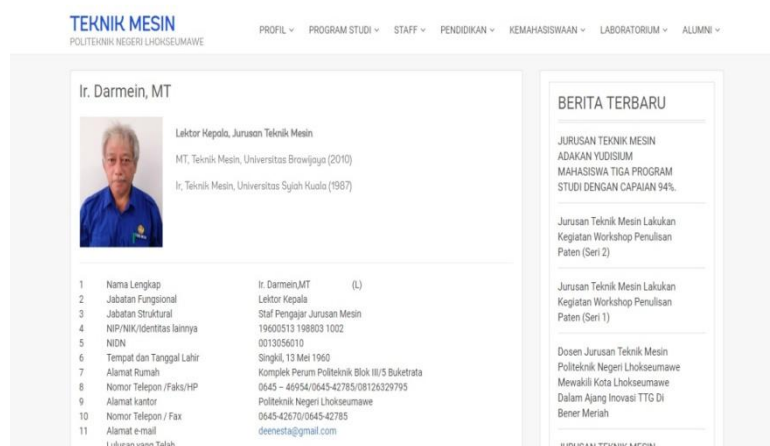 TEKNIK MESIN
POLITEKNIK NEGERI LHOKSEUMAWE
PROFIL PROGRAM STUDI STAFF PENDIDIKAN KEMAHASISWAAN LABORATORIUM ALUMNI
Ir. Darmein, MT
Lektor Kepala, Jurusan Teknik Mesin
MT, Teknik Mesin, Universitas Brawijaya (2010)
Ir, Teknik Mesin, Universitas Syiah Kuala (1987)
1 Nama Lengkap Ir. Darmein,MT (L)
2 Jabatan Fungsional Lektor Kepala
3 Jabatan Struktural Staf Pengajar Jurusan Mesin
4 NIP/NIK/Identitas lainnya 19600513 198803 1002
5 NIDN 0013056010
6 Tempat dan Tanggal Lahir Singkil, 13 Mei 1960
7 Alamat Rumah Komplek Perum Politeknik Blok III/5 Buketrata
8 Nomor Telepon /Faks/HP 0645 – 46954/0645-42785/08126329795
9 Alamat kantor Politeknik Negeri Lhokseumawe
10 Nomor Telepon / Fax 0645-42670/0645-42785
11 Alamat e-mail deenesta@gmail.com
Lulusan yang Telah
BERITA TERBARU
JURUSAN TEKNIK MESIN
ADAKAN YUDISIUM
MAHASISWA TIGA PROGRAM
STUDI DENGAN CAPAIAN 94%.
Jurusan Teknik Mesin Lakukan
Kegiatan Workshop Penulisan
Paten (Seri 2)
Jurusan Teknik Mesin Lakukan
Kegiatan Workshop Penulisan
Paten (Seri 1)
Dosen Jurusan Teknik Mesin
Politeknik Negeri Lhokseumawe
Mewakili Kota Lhokseumawe
Dalam Ajang Inovasi TTG Di
Bener Meriah
JURUSAN TEKNIK MESIN